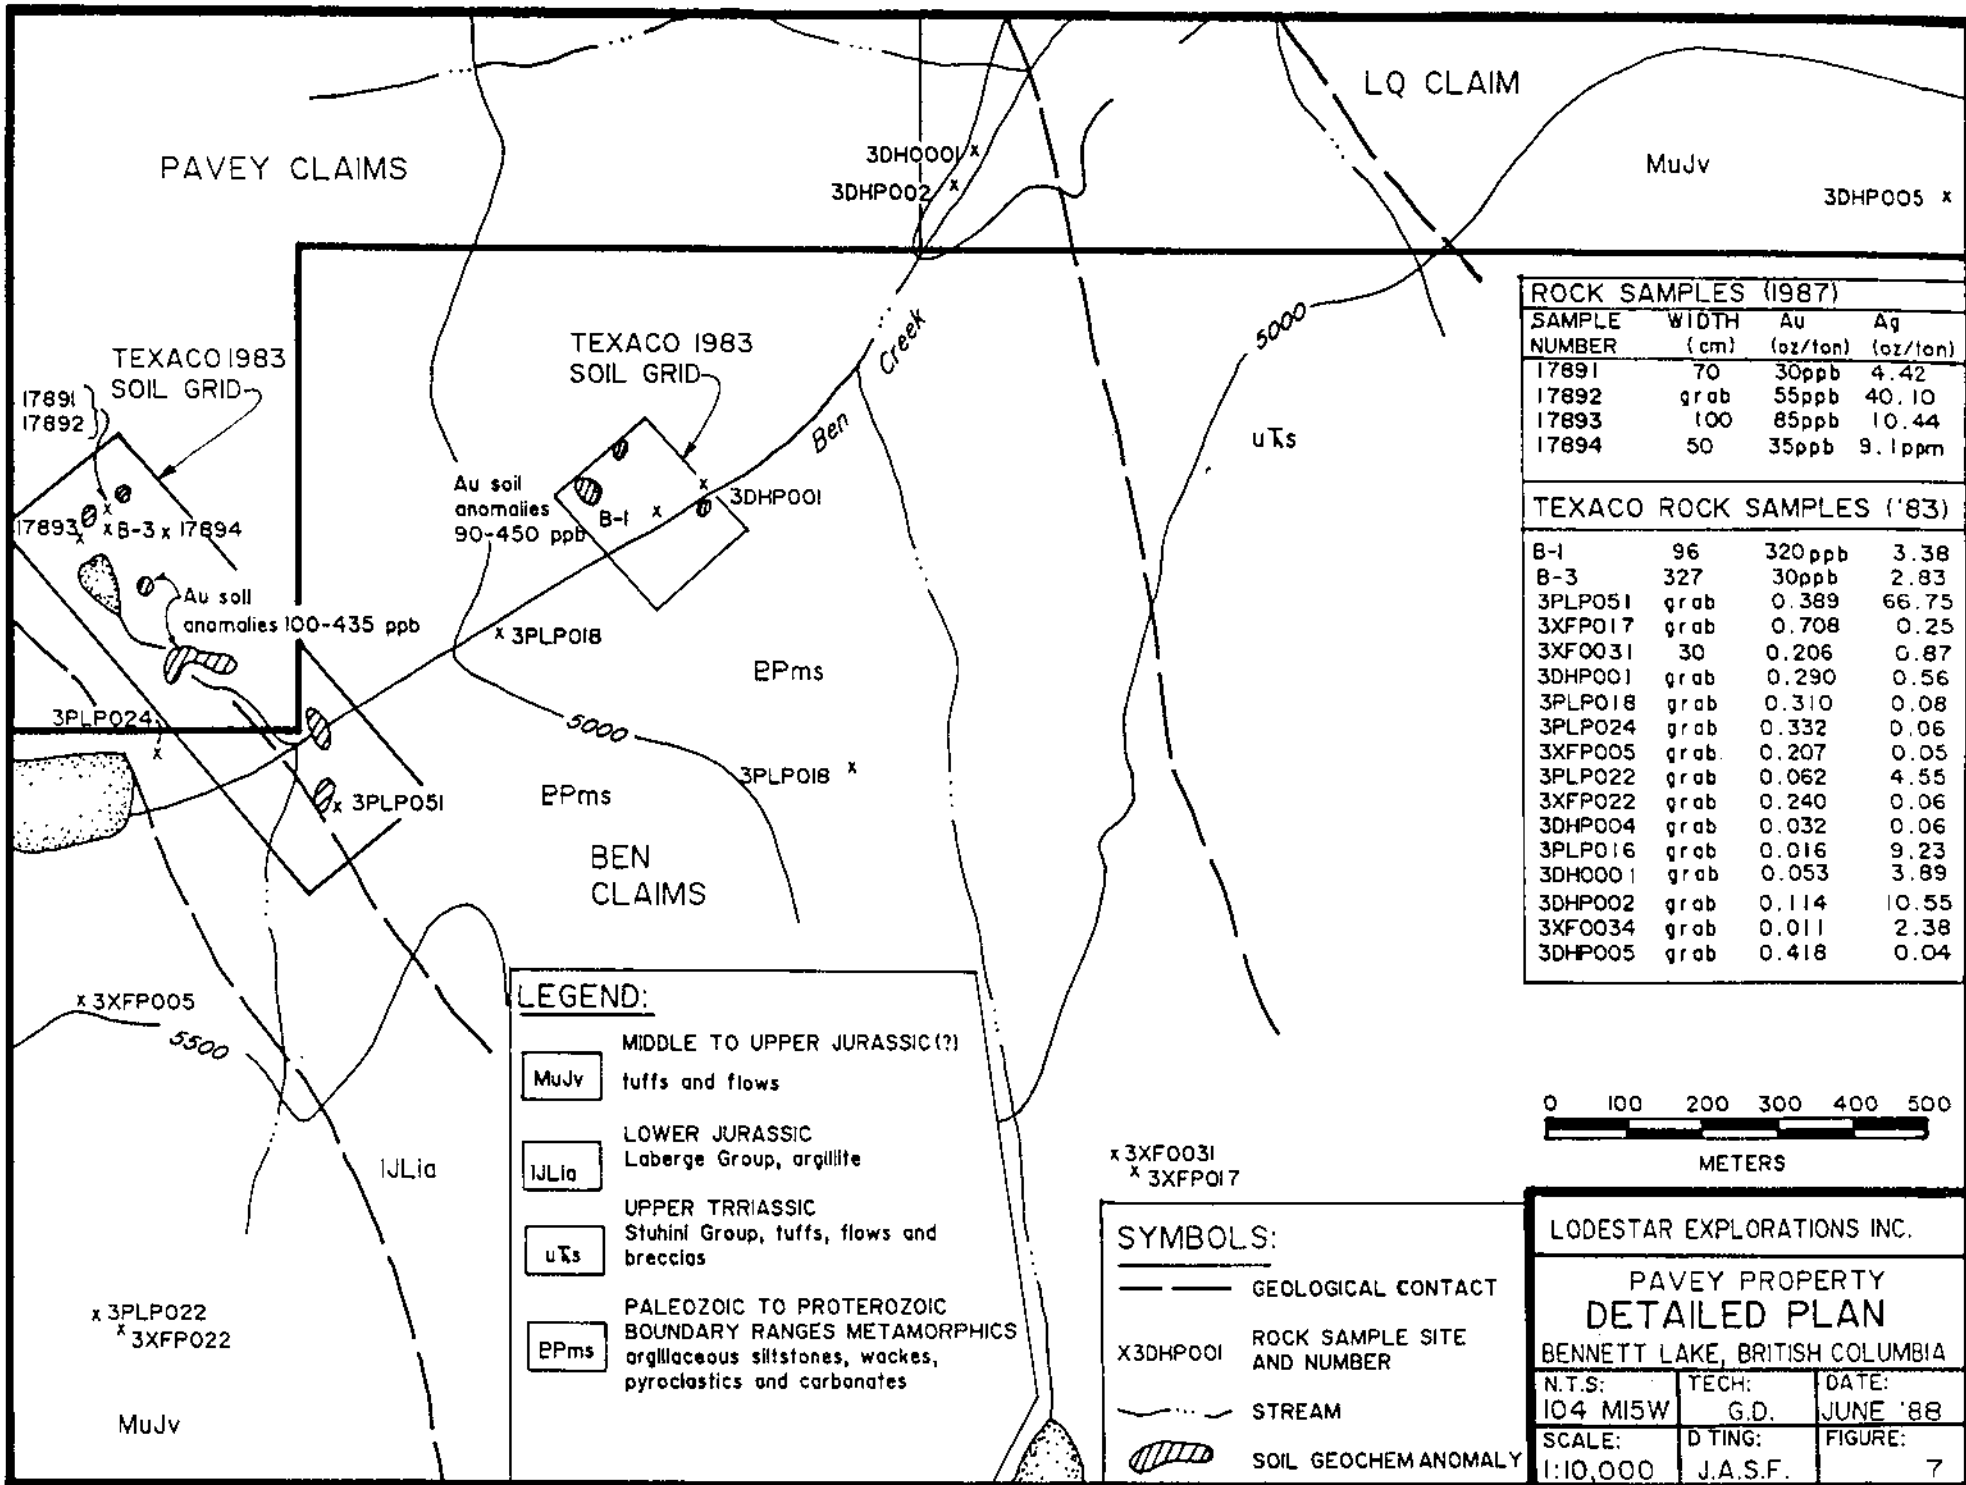 LQ CLAIM
PAVEY CLAIMS
3DH0001 x
3DHP002 x
MuJv
3DHP005 x
TEXACO 1983
SOIL GRID
TEXACO 1983
SOIL GRID
Ben Creek
5000
17891
17892
uTs
Au soil
anomalies
90-450 ppb
B-1 x
3DHP001
17893
x B-3 x 17894
Au soil
anomalies 100-435 ppb
x 3PLP018
EPms
3PLP024
5000
3PLP018 x
EPms
x 3PLP051
BEN
CLAIMS
x 3XFP005
5500
IJLia
x 3XF0031
x 3XFP017
x 3PLP022
x 3XFP022
MuJv
ROCK SAMPLES (1987)
SAMPLE NUMBER WIDTH (cm) Au (oz/ton) Ag (oz/ton)
17891 70 30ppb 4.42
17892 grab 55ppb 40.10
17893 100 85ppb 10.44
17894 50 35ppb 9.1ppm
TEXACO ROCK SAMPLES ('83)
B-1 96 320ppb 3.38
B-3 327 30ppb 2.83
3PLP051 grab 0.389 66.75
3XFP017 grab 0.708 0.25
3XF0031 30 0.206 0.87
3DHP001 grab 0.290 0.56
3PLP018 grab 0.310 0.08
3PLP024 grab 0.332 0.06
3XFP005 grab 0.207 0.05
3PLP022 grab 0.062 4.55
3XFP022 grab 0.240 0.06
3DHP004 grab 0.032 0.06
3PLP016 grab 0.016 9.23
3DH0001 grab 0.053 3.89
3DHP002 grab 0.114 10.55
3XF0034 grab 0.011 2.38
3DHP005 grab 0.418 0.04
LEGEND:
MIDDLE TO UPPER JURASSIC(?)
MuJv tuffs and flows
LOWER JURASSIC
IJLia Laberge Group, argillite
UPPER TRRIASSIC
Stuhini Group, tuffs, flows and
uTs breccias
PALEOZOIC TO PROTEROZOIC
BOUNDARY RANGES METAMORPHICS
EPms argillaceous siltstones, wackes,
pyroclastics and carbonates
0 100 200 300 400 500
METERS
SYMBOLS:
GEOLOGICAL CONTACT
X3DHP001 ROCK SAMPLE SITE
AND NUMBER
STREAM
SOIL GEOCHEM ANOMALY
LODESTAR EXPLORATIONS INC.
PAVEY PROPERTY
DETAILED PLAN
BENNETT LAKE, BRITISH COLUMBIA
N.T.S: TECH: DATE:
104 M15W G.D. JUNE '88
SCALE: D TING: FIGURE:
1:10,000 J.A.S.F. 7